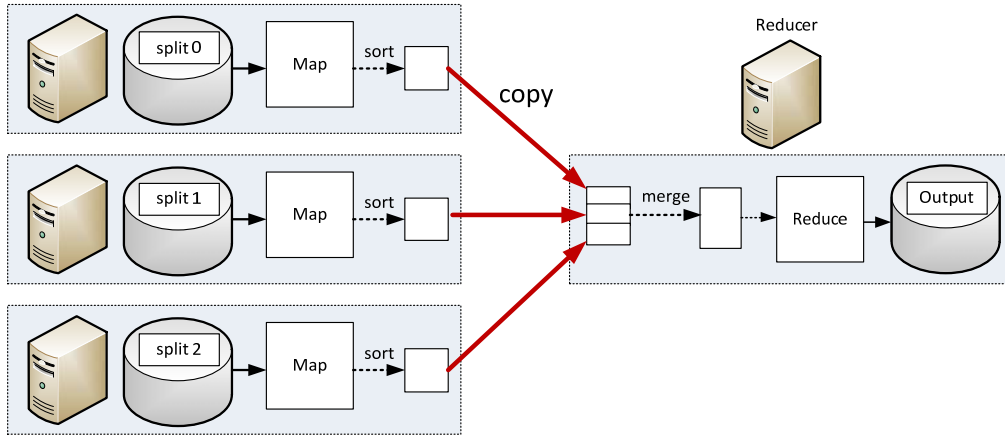 split 0
Map
sort
copy
Reducer
split 1
Map
sort
merge
Reduce
Output
split 2
Map
sort